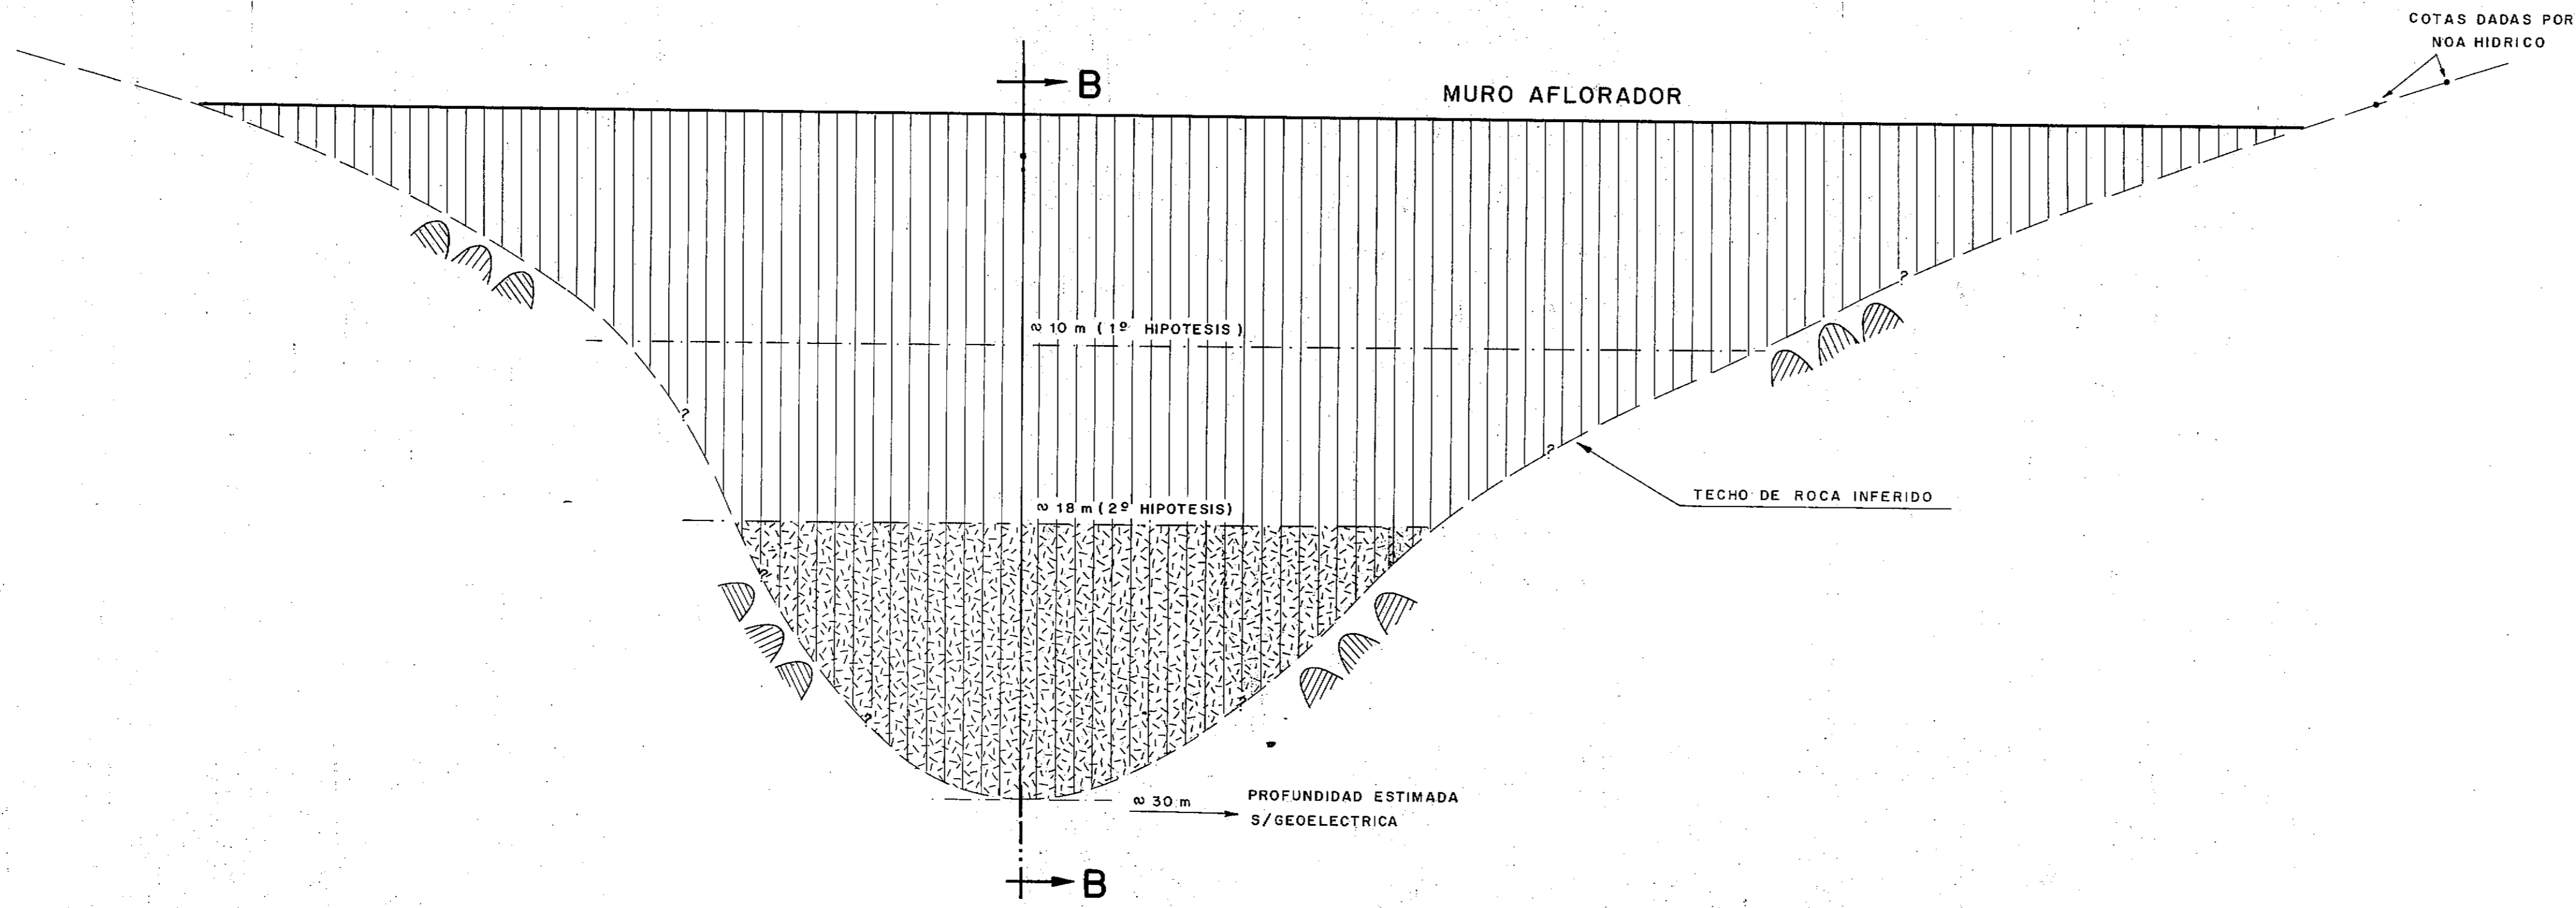 COTAS DADAS POR
NOA HIDRICO
B
MURO AFLORADOR
?
∾ 10 m ( 1º HIPOTESIS )
?
?
TECHO DE ROCA INFERIDO
∾ 18 m ( 2º HIPOTESIS)
?
?
?
∾ 30 m
PROFUNDIDAD ESTIMADA
S/GEOELECTRICA
B